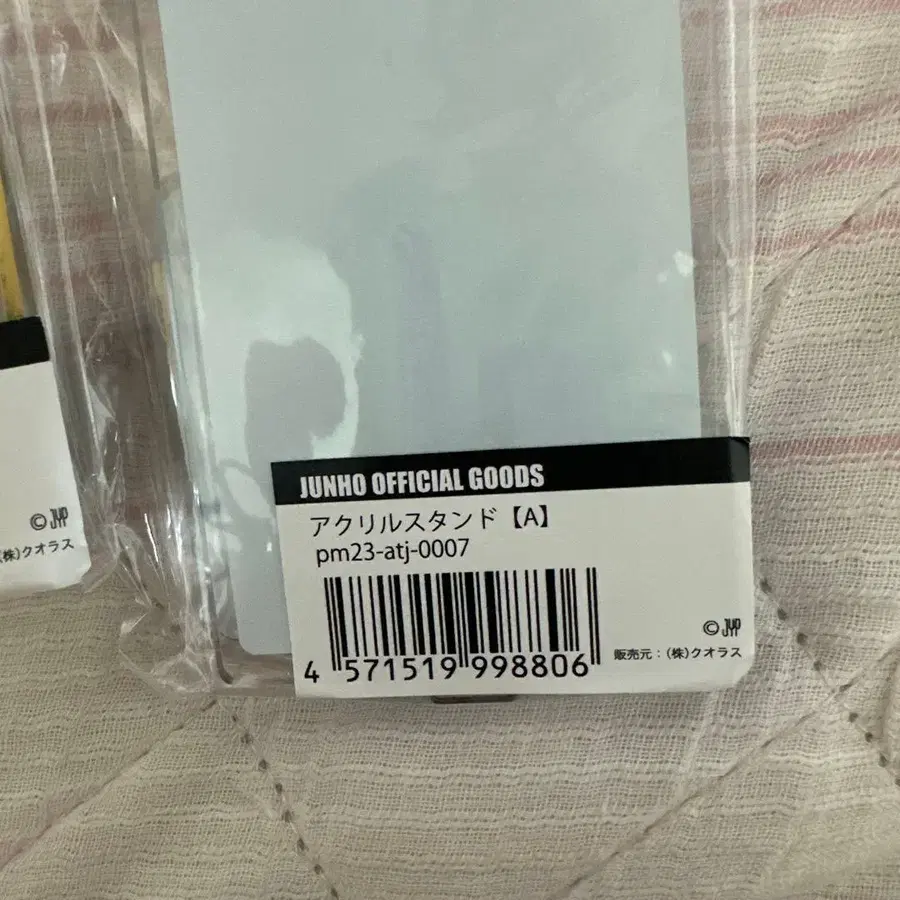 JUNHO OFFICIAL GOODS
アクリルスタンド【A】
pm23-atj-0007
4 571519 998806
©JYP
販売元：(株)クオラス
©JYP
(株)クオラス